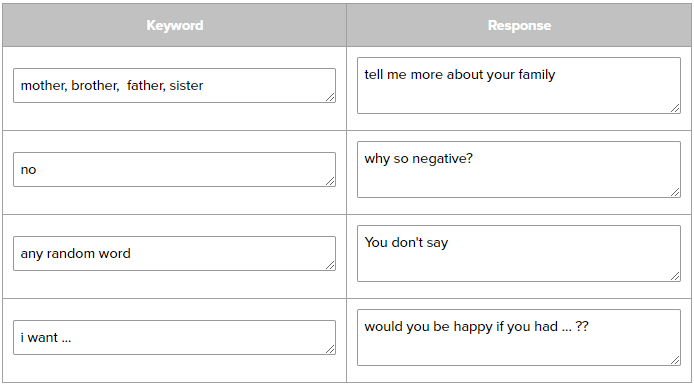 Keyword Response
mother, brother,  father, sister
tell me more about your family
no
why so negative?
any random word
You don't say
i want ...
would you be happy if you had ... ??